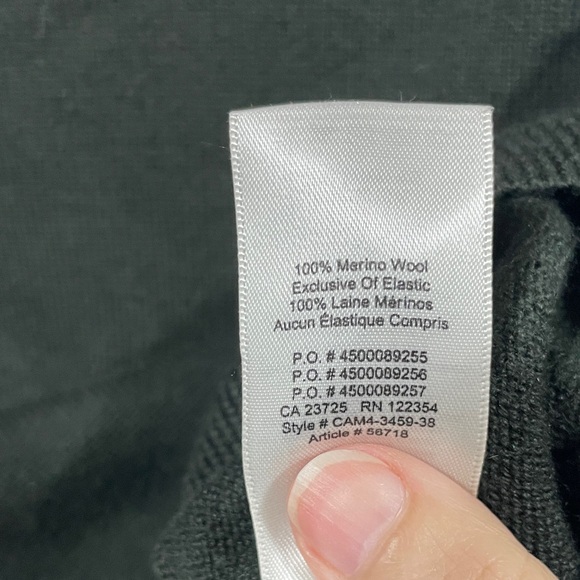 100% Merino Wool
Exclusive Of Elastic
100% Laine Mérinos
Aucun Élastique Compris
P.O. # 4500089255
P.O. # 4500089256
P.O. # 4500089257
CA 23725 RN 122354
Style # CAM4-3459-38
Article # 56718